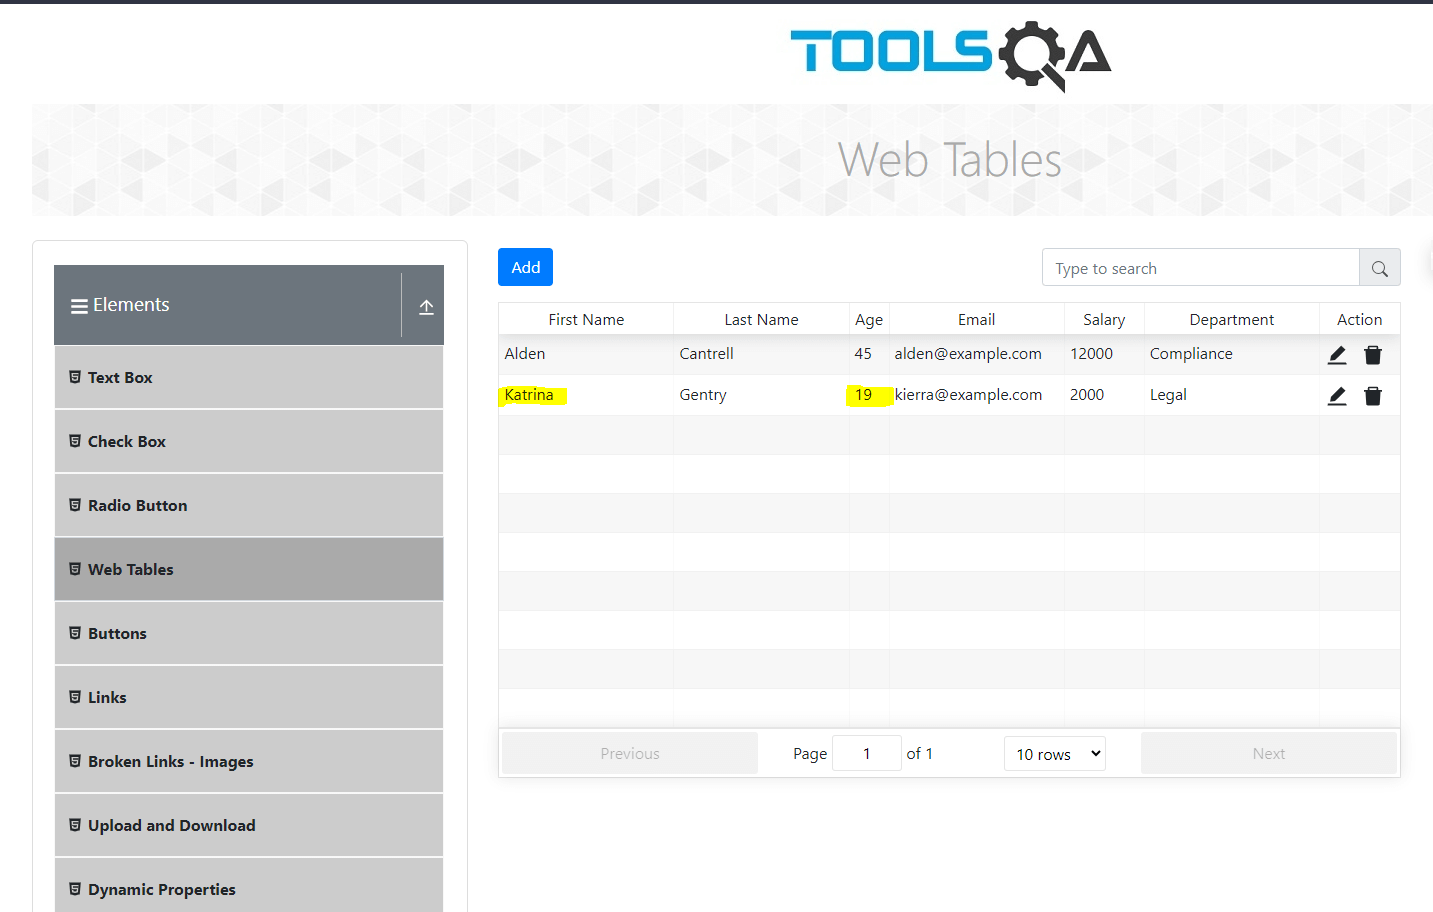 TOOLSQA
Web Tables
Elements
Text Box
Check Box
Radio Button
Web Tables
Buttons
Links
Broken Links - Images
Upload and Download
Dynamic Properties
Add
Type to search
First Name Last Name Age Email Salary Department Action
Alden Cantrell 45 alden@example.com 12000 Compliance
Katrina Gentry 19 kierra@example.com 2000 Legal
Previous Page 1 of 1 10 rows Next